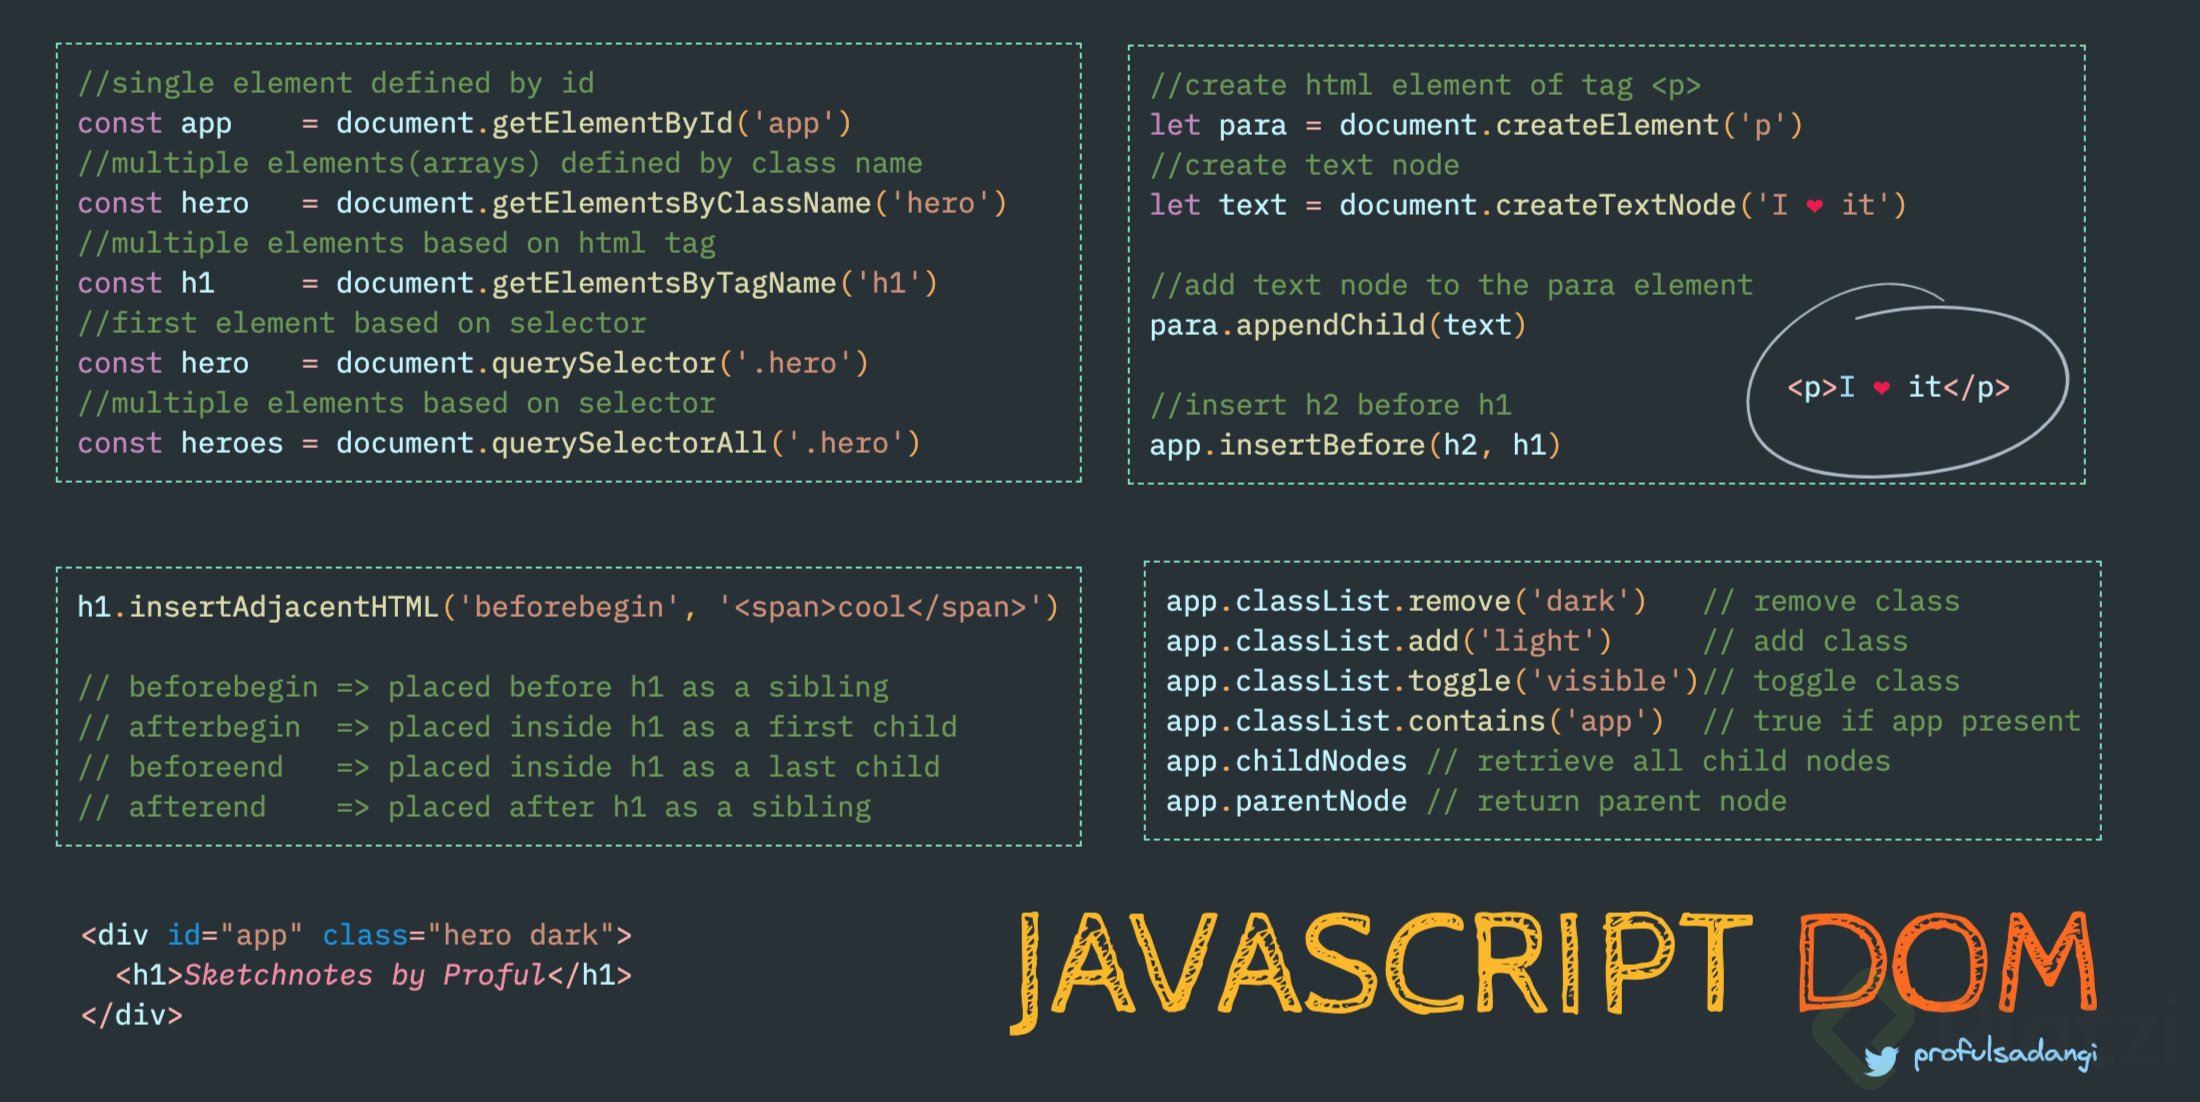 //single element defined by id
const app    = document.getElementById('app')
//multiple elements(arrays) defined by class name
const hero   = document.getElementsByClassName('hero')
//multiple elements based on html tag
const h1     = document.getElementsByTagName('h1')
//first element based on selector
const hero   = document.querySelector('.hero')
//multiple elements based on selector
const heroes = document.querySelectorAll('.hero')
//create html element of tag <p>
let para = document.createElement('p')
//create text node
let text = document.createTextNode('I ❤ it')
//add text node to the para element
para.appendChild(text)
//insert h2 before h1
app.insertBefore(h2, h1)
<p>I ❤ it</p>
h1.insertAdjacentHTML('beforebegin', '<span>cool</span>')
// beforebegin => placed before h1 as a sibling
// afterbegin  => placed inside h1 as a first child
// beforeend   => placed inside h1 as a last child
// afterend    => placed after h1 as a sibling
app.classList.remove('dark')   // remove class
app.classList.add('light')     // add class
app.classList.toggle('visible')// toggle class
app.classList.contains('app')  // true if app present
app.childNodes // retrieve all child nodes
app.parentNode // return parent node
<div id="app" class="hero dark">
  <h1>Sketchnotes by Proful</h1>
</div>
JAVASCRIPT DOM
Platzi
profulsadangi